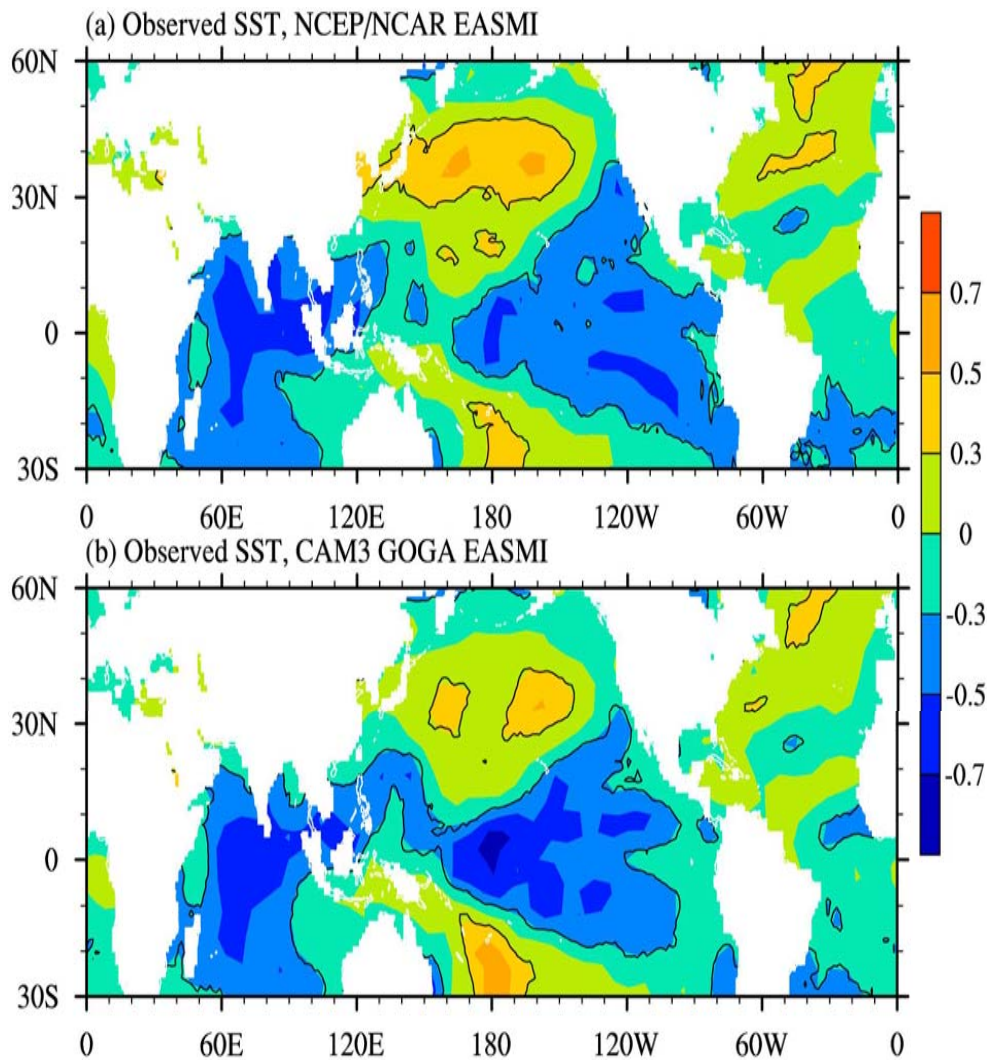 (a) Observed SST, NCEP/NCAR EASMI
60N
30N
0
30S
0 60E 120E 180 120W 60W 0
(b) Observed SST, CAM3 GOGA EASMI
60N
30N
0
30S
0 60E 120E 180 120W 60W 0
0.7
0.5
0.3
0
-0.3
-0.5
-0.7